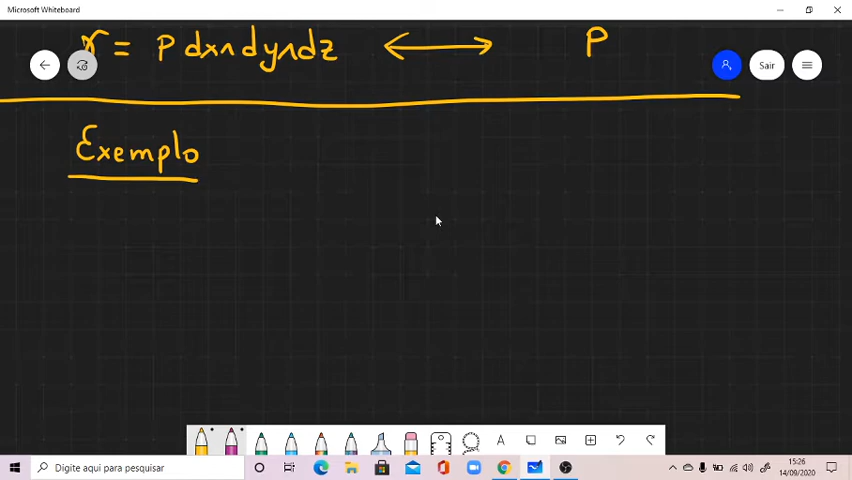 Microsoft Whiteboard
γ = P dx∧dy∧dz ⟷ P
Sair
Exemplo
A
Digite aqui para pesquisar
15:26
14/09/2020